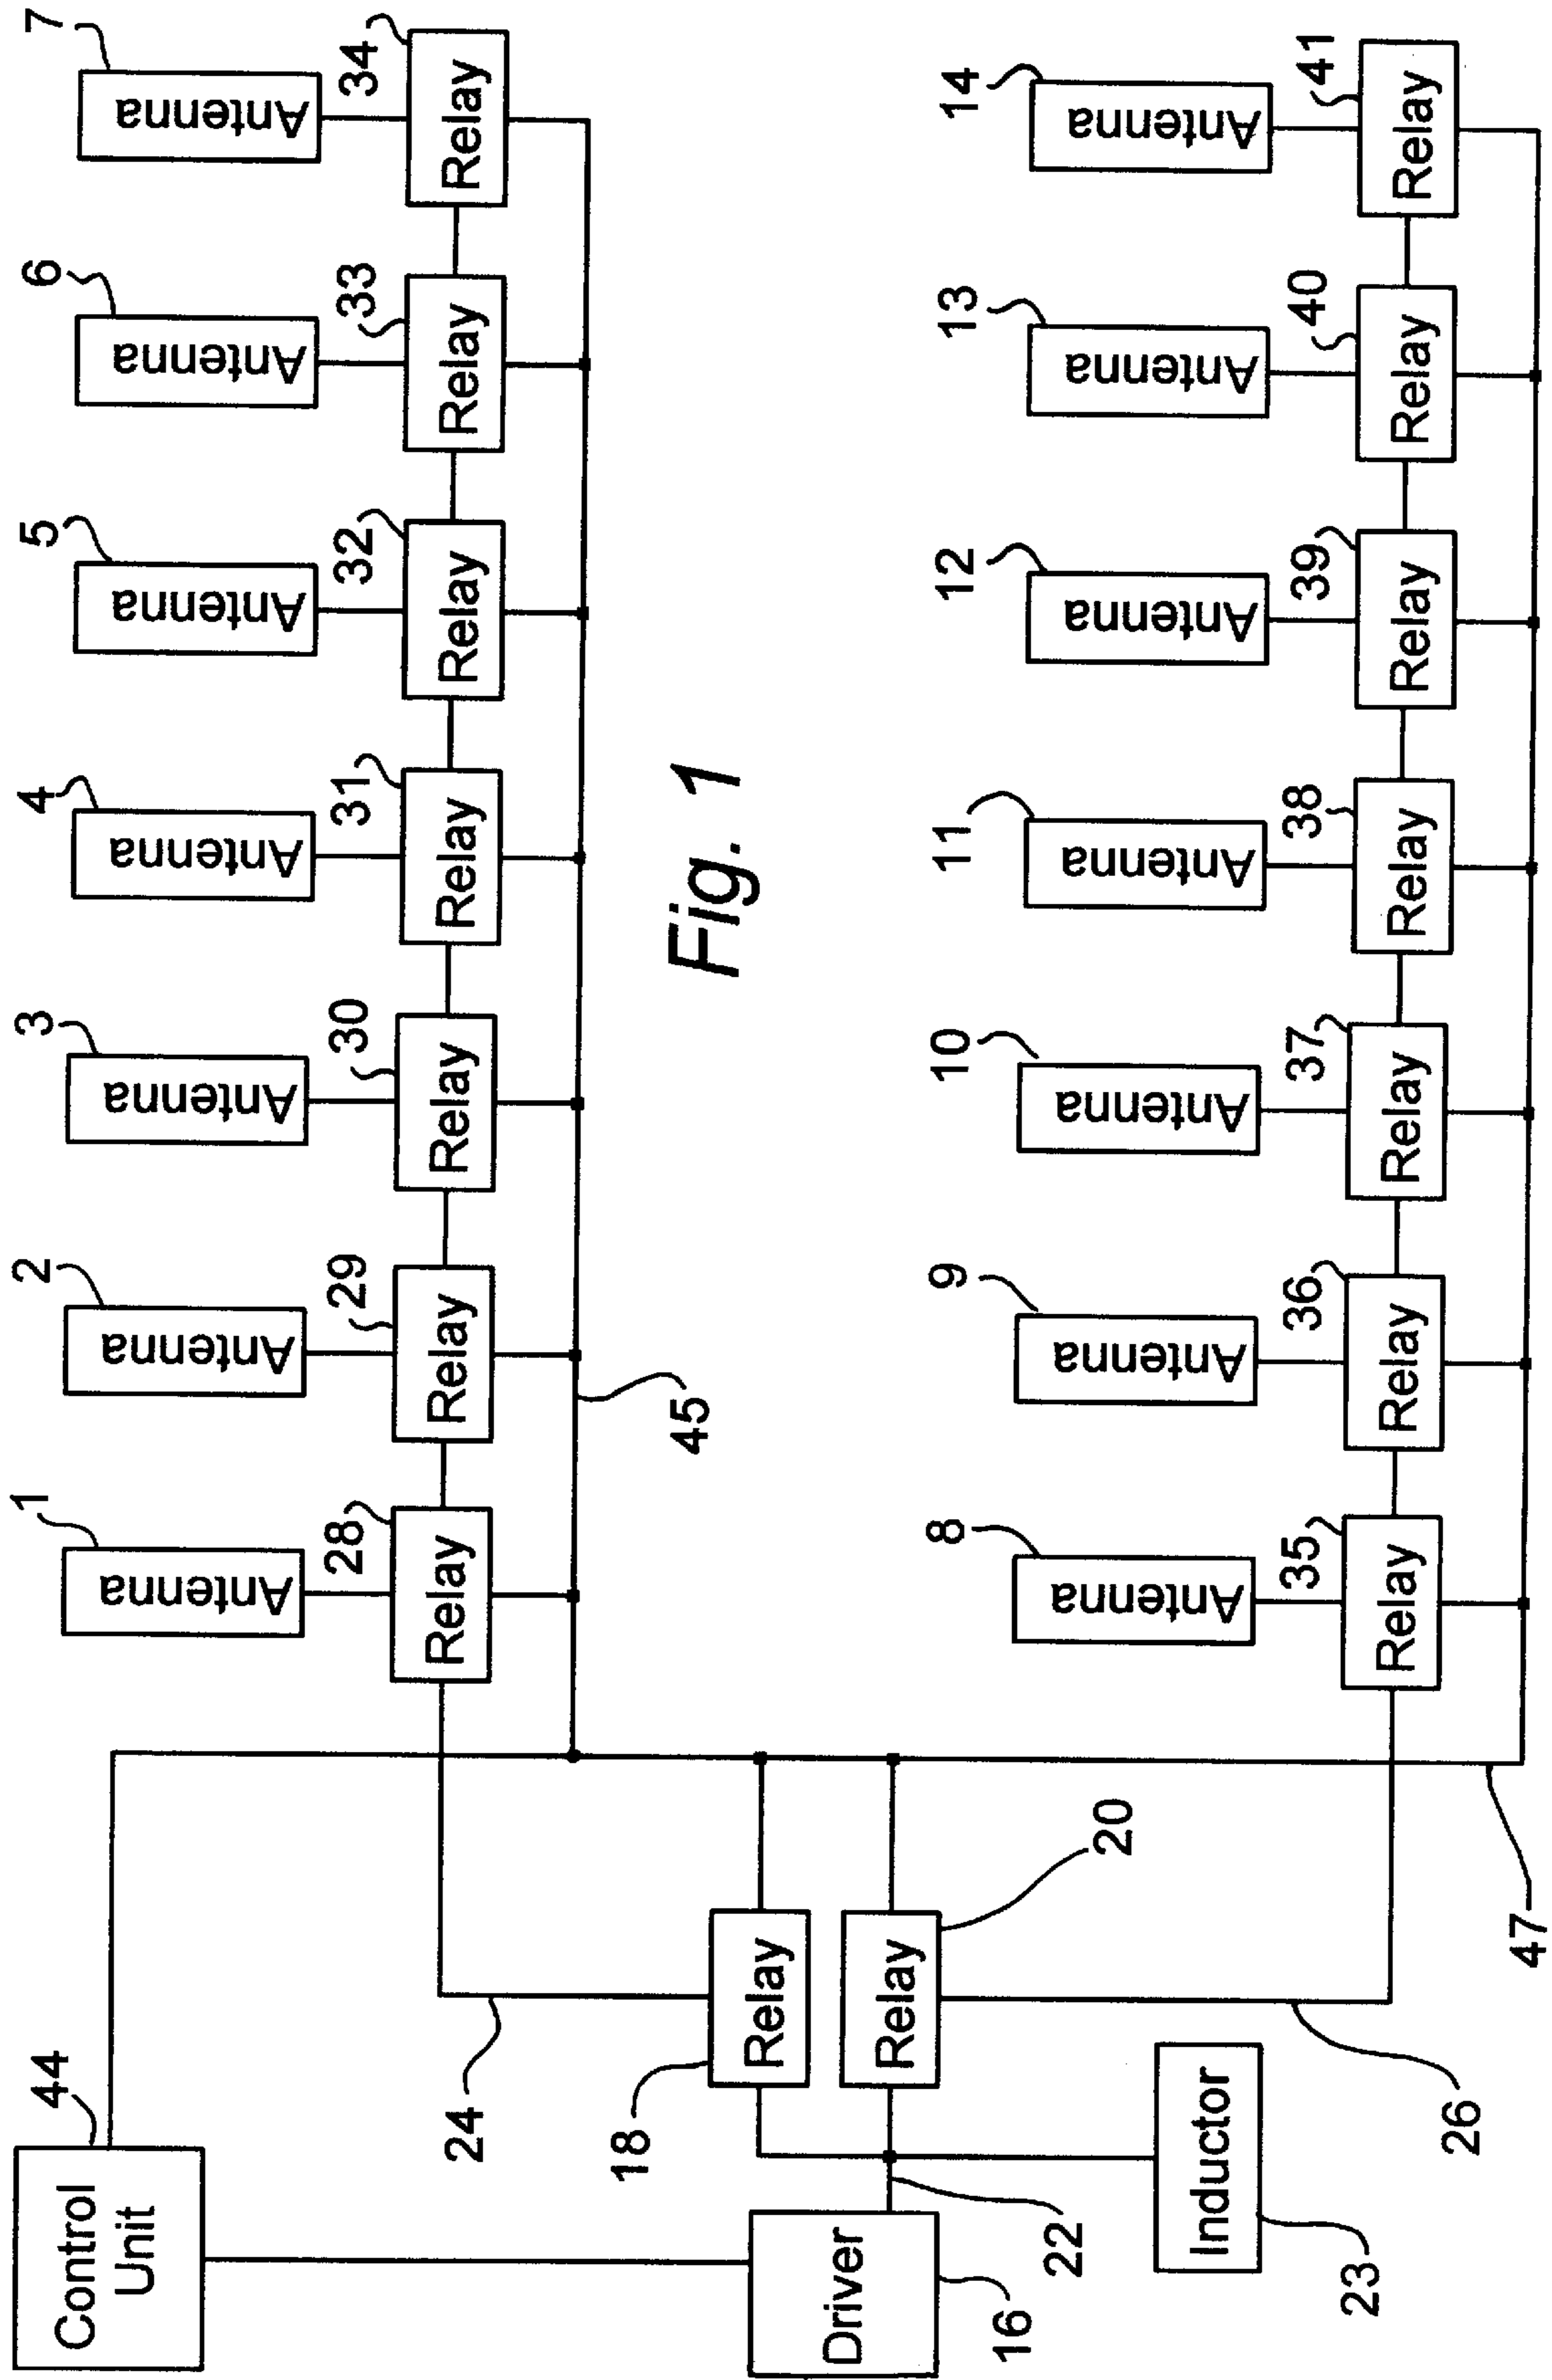 7
6
5
4
3
2
1
Antenna
Antenna
Antenna
Antenna
Antenna
Antenna
Antenna
34
33
32
31
30
29
28
Relay
Relay
Relay
Relay
Relay
Relay
Relay
45
Fig. 1
14
13
12
11
10
9
8
Antenna
Antenna
Antenna
Antenna
Antenna
Antenna
Antenna
41
40
39
38
37
36
35
Relay
Relay
Relay
Relay
Relay
Relay
Relay
47
44
Control
Unit
24
18
Relay
Relay
20
26
22
Driver
16
Inductor
23